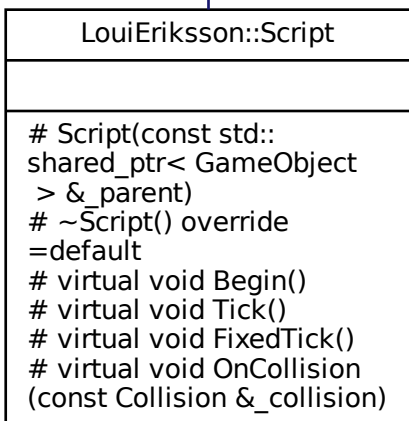 LouiEriksson::Script
# Script(const std::
shared_ptr< GameObject
 > &_parent)
# ~Script() override
=default
# virtual void Begin()
# virtual void Tick()
# virtual void FixedTick()
# virtual void OnCollision
(const Collision &_collision)